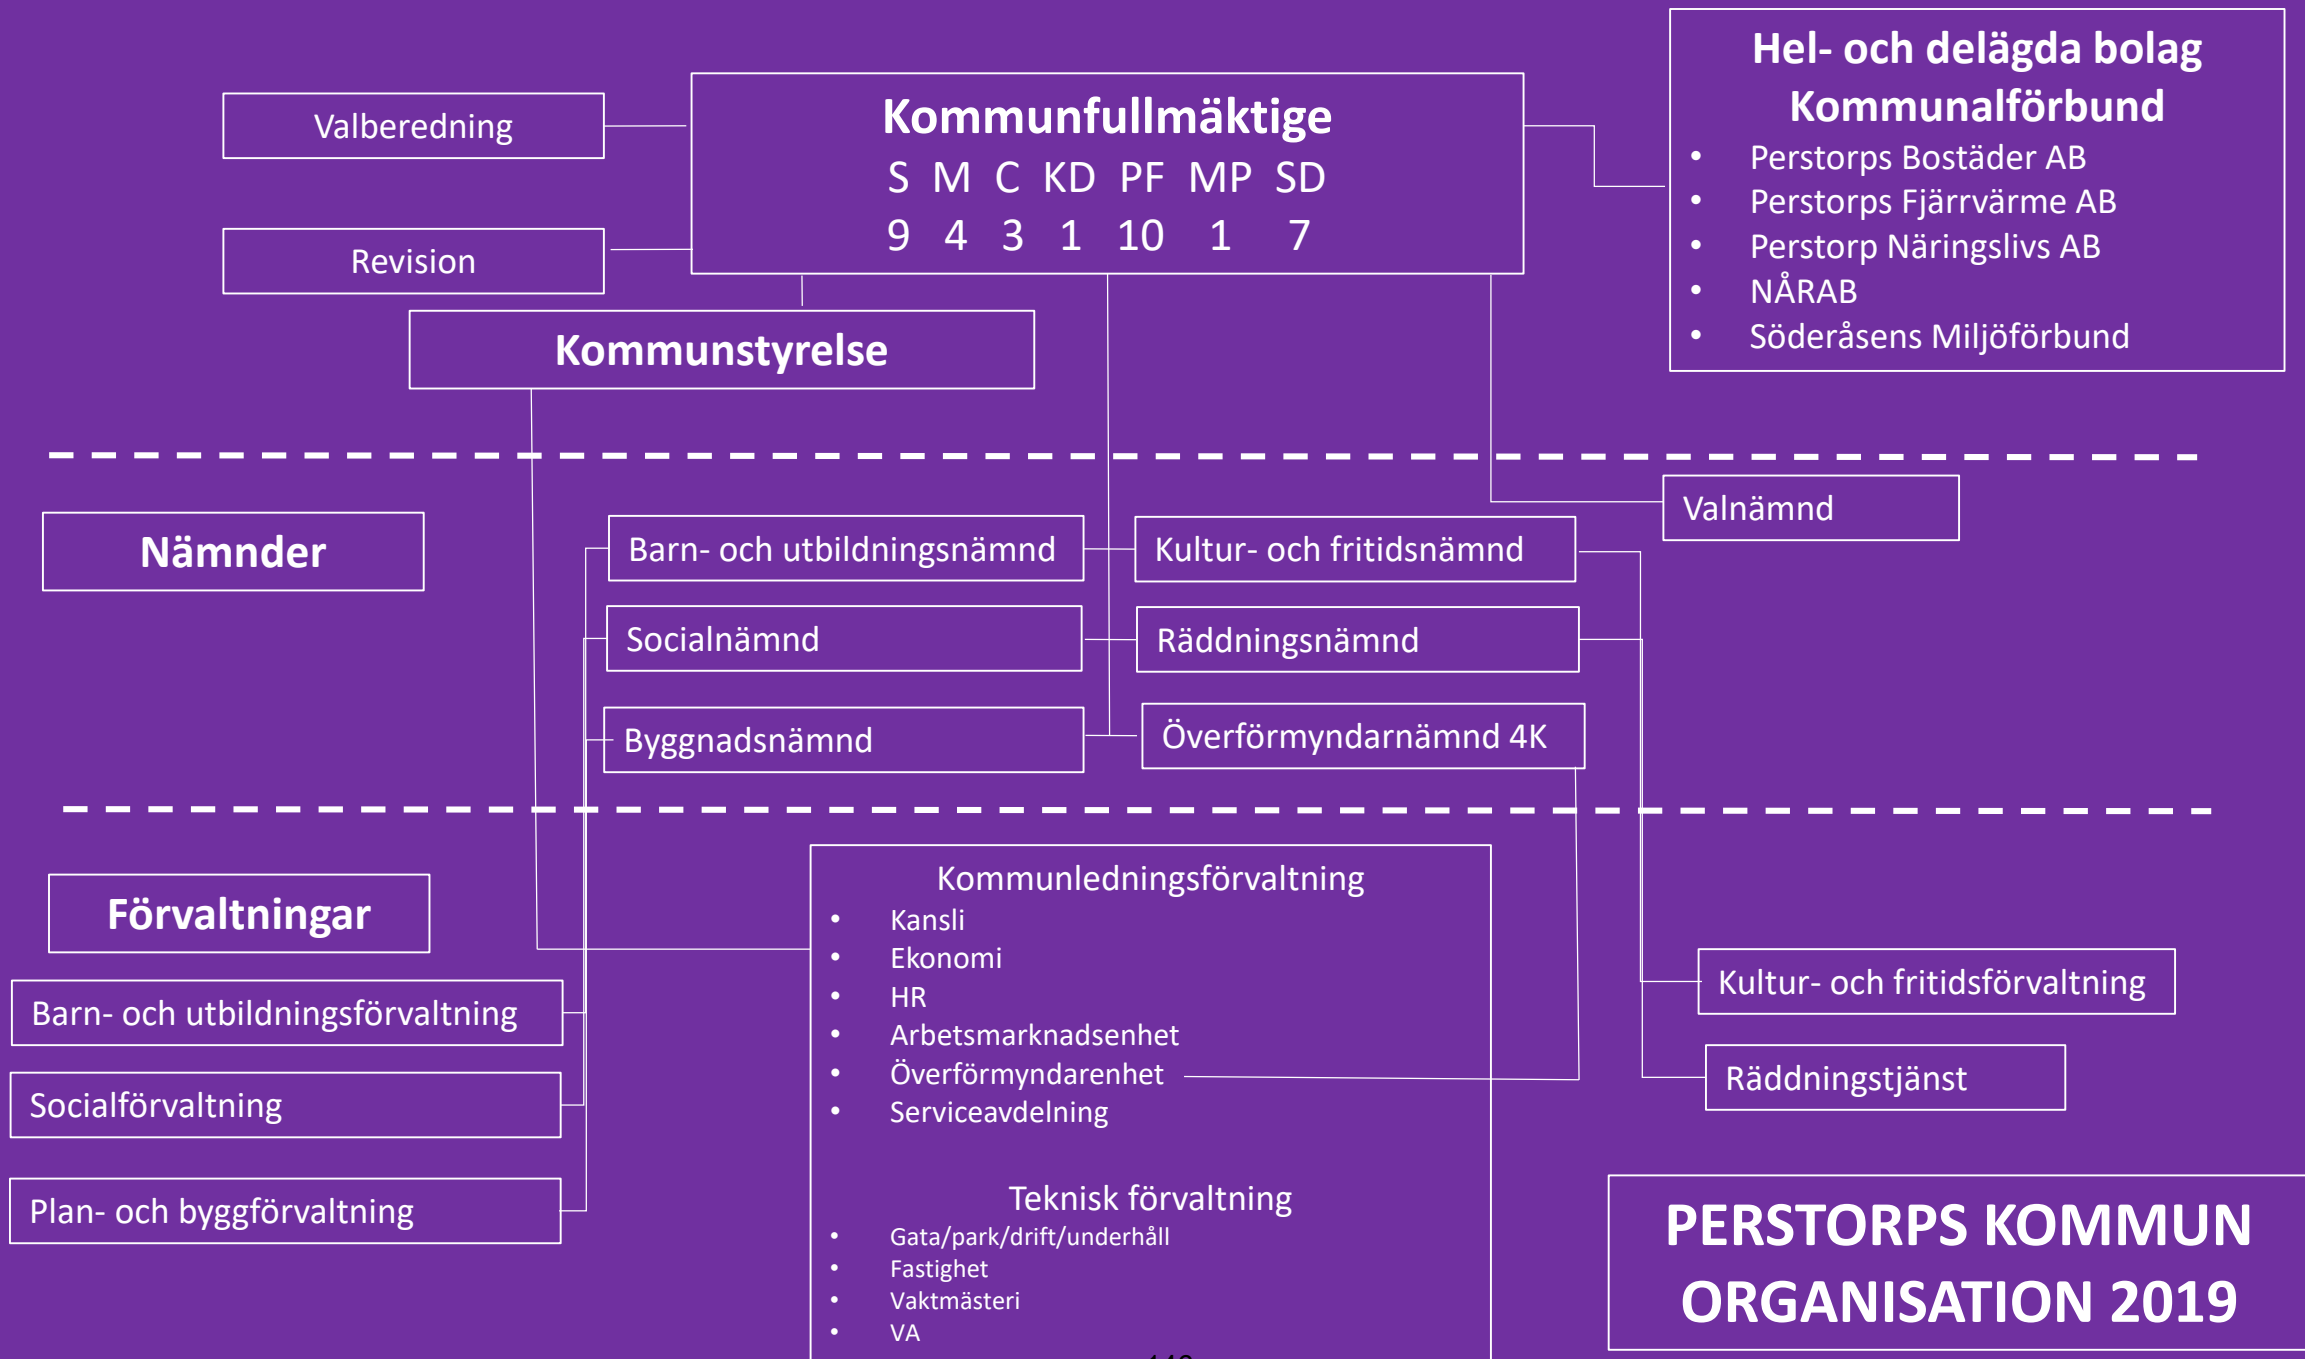 Valberedning
Revision
Kommunfullmäktige
S M C KD PF MP SD
9 4 3 1 10 1 7
Hel- och delägda bolag
Kommunalförbund
• Perstorps Bostäder AB
• Perstorps Fjärrvärme AB
• Perstorp Näringslivs AB
• NÅRAB
• Söderåsens Miljöförbund
Kommunstyrelse
Nämnder
Barn- och utbildningsnämnd
Kultur- och fritidsnämnd
Valnämnd
Socialnämnd
Räddningsnämnd
Byggnadsnämnd
Överförmyndarnämnd 4K
Förvaltningar
Barn- och utbildningsförvaltning
Socialförvaltning
Plan- och byggförvaltning
Kommunledningsförvaltning
• Kansli
• Ekonomi
• HR
• Arbetsmarknadsenhet
• Överförmyndarenhet
• Serviceavdelning
Teknisk förvaltning
• Gata/park/drift/underhåll
• Fastighet
• Vaktmästeri
• VA
Kultur- och fritidsförvaltning
Räddningstjänst
PERSTORPS KOMMUN
ORGANISATION 2019